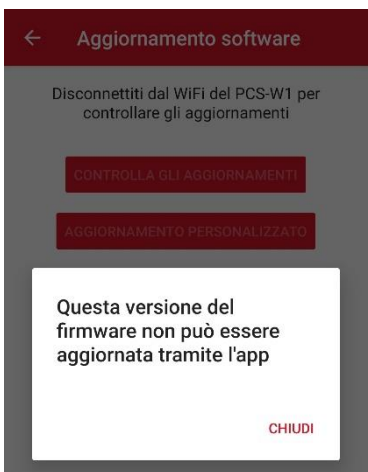 Aggiornamento software
Disconnettiti dal WiFi del PCS-W1 per
controllare gli aggiornamenti
CONTROLLA GLI AGGIORNAMENTI
AGGIORNAMENTO PERSONALIZZATO
Questa versione del
firmware non può essere
aggiornata tramite l'app
CHIUDI